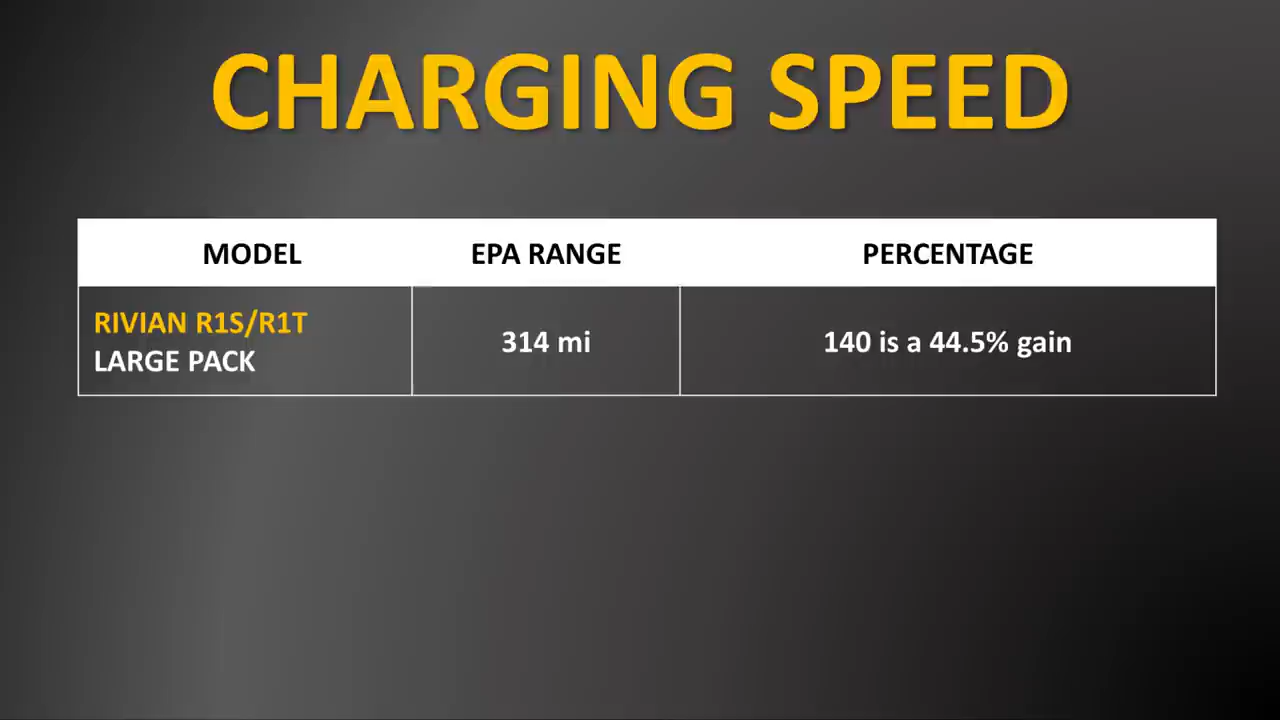 CHARGING SPEED
MODEL EPA RANGE PERCENTAGE
RIVIAN R1S/R1T
LARGE PACK
314 mi
140 is a 44.5% gain